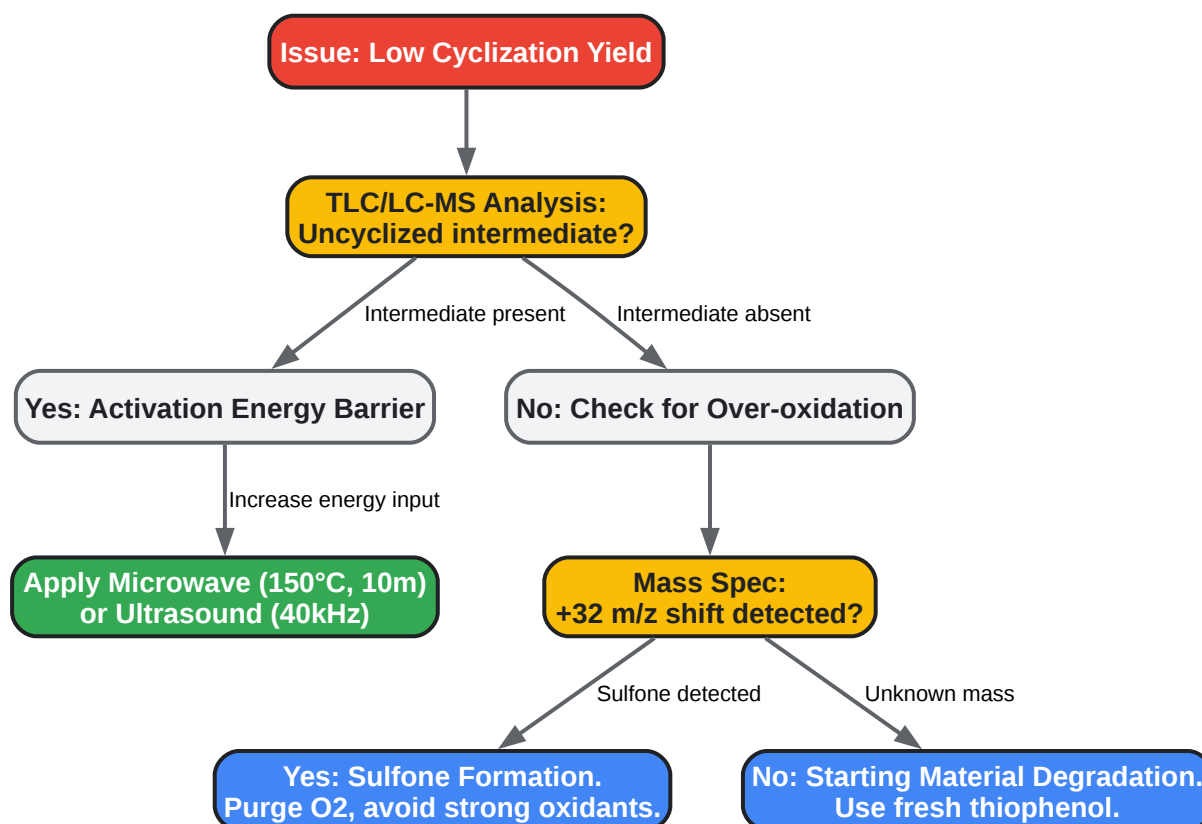 Issue: Low Cyclization Yield
TLC/LC-MS Analysis:
Uncyclized intermediate?
Intermediate present
Intermediate absent
Yes: Activation Energy Barrier
No: Check for Over-oxidation
Increase energy input
Apply Microwave (150°C, 10m)
or Ultrasound (40kHz)
Mass Spec:
+32 m/z shift detected?
Sulfone detected
Unknown mass
Yes: Sulfone Formation.
Purge O2, avoid strong oxidants.
No: Starting Material Degradation.
Use fresh thiophenol.